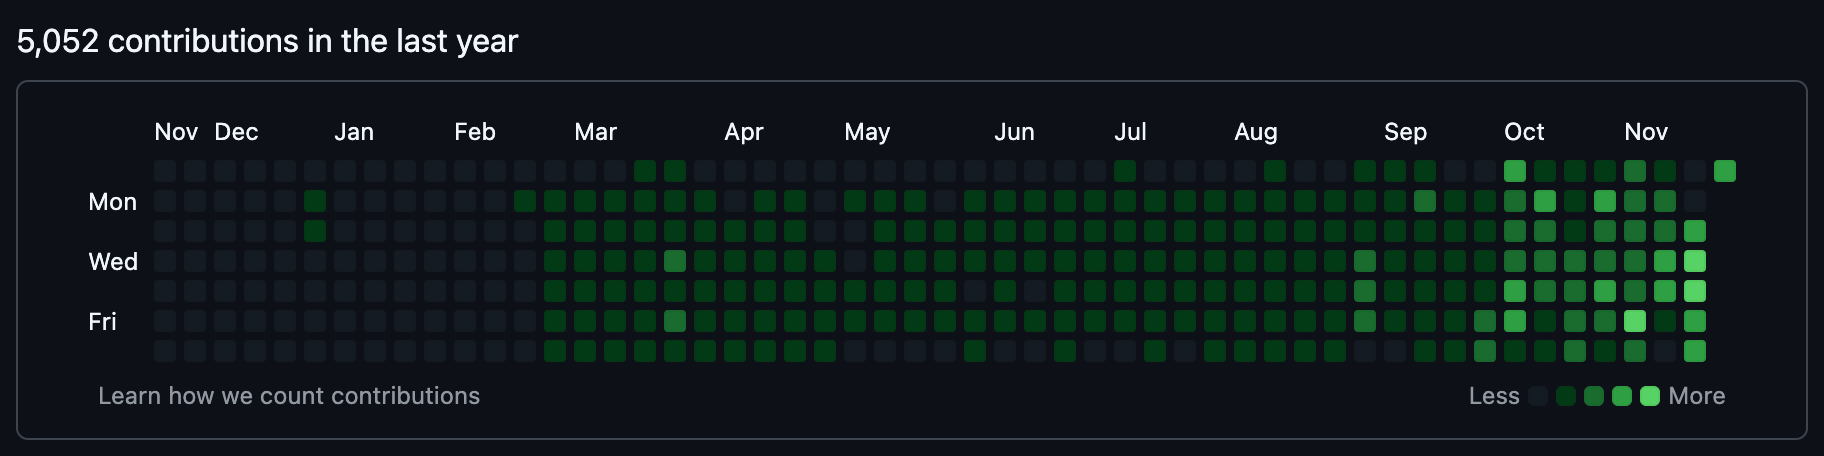 5,052 contributions in the last year
Nov Dec Jan Feb Mar Apr May Jun Jul Aug Sep Oct Nov
Mon
Wed
Fri
Learn how we count contributions
Less More